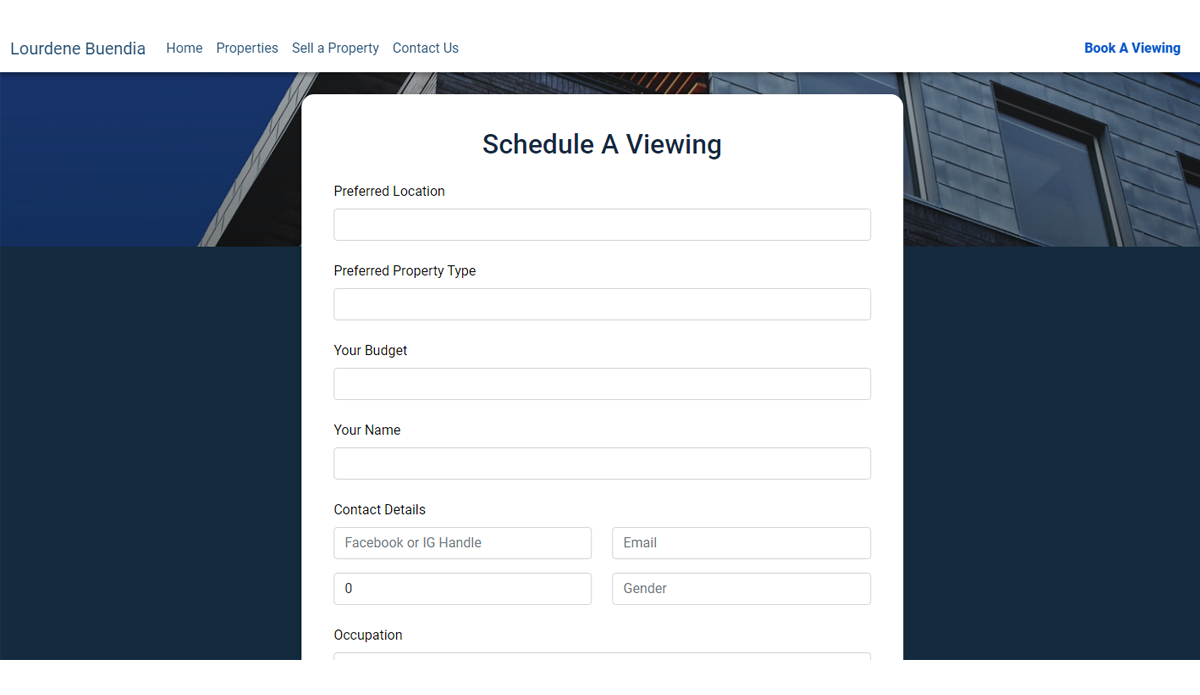 Lourdene Buendia Home Properties Sell a Property Contact Us Book A Viewing
Schedule A Viewing
Preferred Location
Preferred Property Type
Your Budget
Your Name
Contact Details
Facebook or IG Handle Email
0 Gender
Occupation